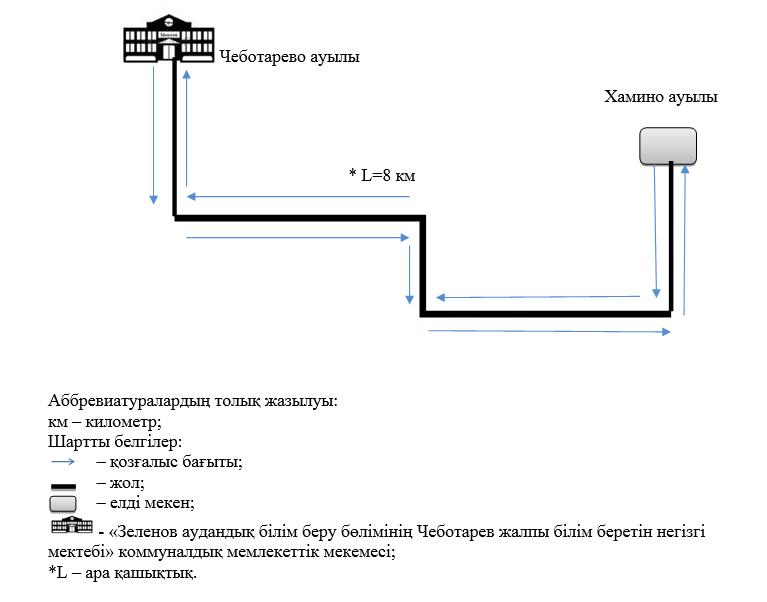 Мектеп
Чеботарево ауылы
Хамино ауылы
* L=8 км
Аббревиатуралардың толық жазылуы:
км – километр;
Шартты белгілер:
– қозғалыс бағыты;
– жол;
– елді мекен;
- «Зеленов аудандық білім беру бөлімінің Чеботарев жалпы білім беретін негізгі
мектебі» коммуналдық мемлекеттік мекемесі;
*L – ара қашықтық.